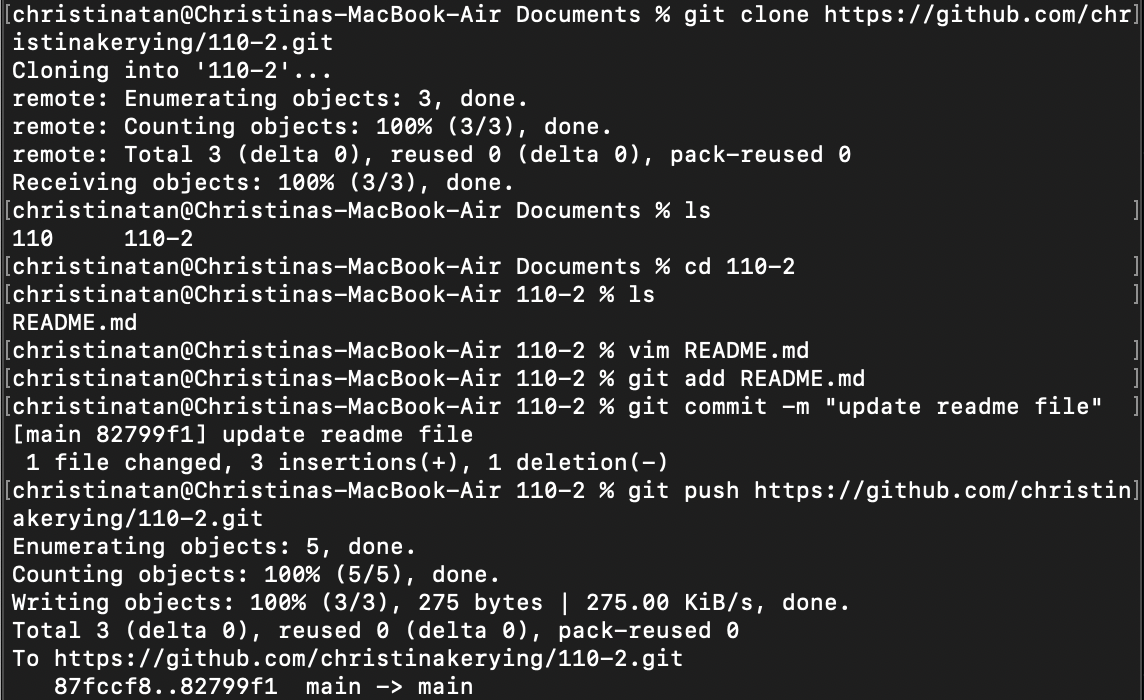 [christinatan@Christinas-MacBook-Air Documents % git clone https://github.com/chr]
istinakerying/110-2.git
Cloning into '110-2'...
remote: Enumerating objects: 3, done.
remote: Counting objects: 100% (3/3), done.
remote: Total 3 (delta 0), reused 0 (delta 0), pack-reused 0
Receiving objects: 100% (3/3), done.
[christinatan@Christinas-MacBook-Air Documents % ls ]
110     110-2
[christinatan@Christinas-MacBook-Air Documents % cd 110-2 ]
[christinatan@Christinas-MacBook-Air 110-2 % ls ]
README.md
[christinatan@Christinas-MacBook-Air 110-2 % vim README.md ]
[christinatan@Christinas-MacBook-Air 110-2 % git add README.md ]
[christinatan@Christinas-MacBook-Air 110-2 % git commit -m "update readme file" ]
[main 82799f1] update readme file
 1 file changed, 3 insertions(+), 1 deletion(-)
[christinatan@Christinas-MacBook-Air 110-2 % git push https://github.com/christin]
akerying/110-2.git
Enumerating objects: 5, done.
Counting objects: 100% (5/5), done.
Writing objects: 100% (3/3), 275 bytes | 275.00 KiB/s, done.
Total 3 (delta 0), reused 0 (delta 0), pack-reused 0
To https://github.com/christinakerying/110-2.git
   87fccf8..82799f1  main -> main